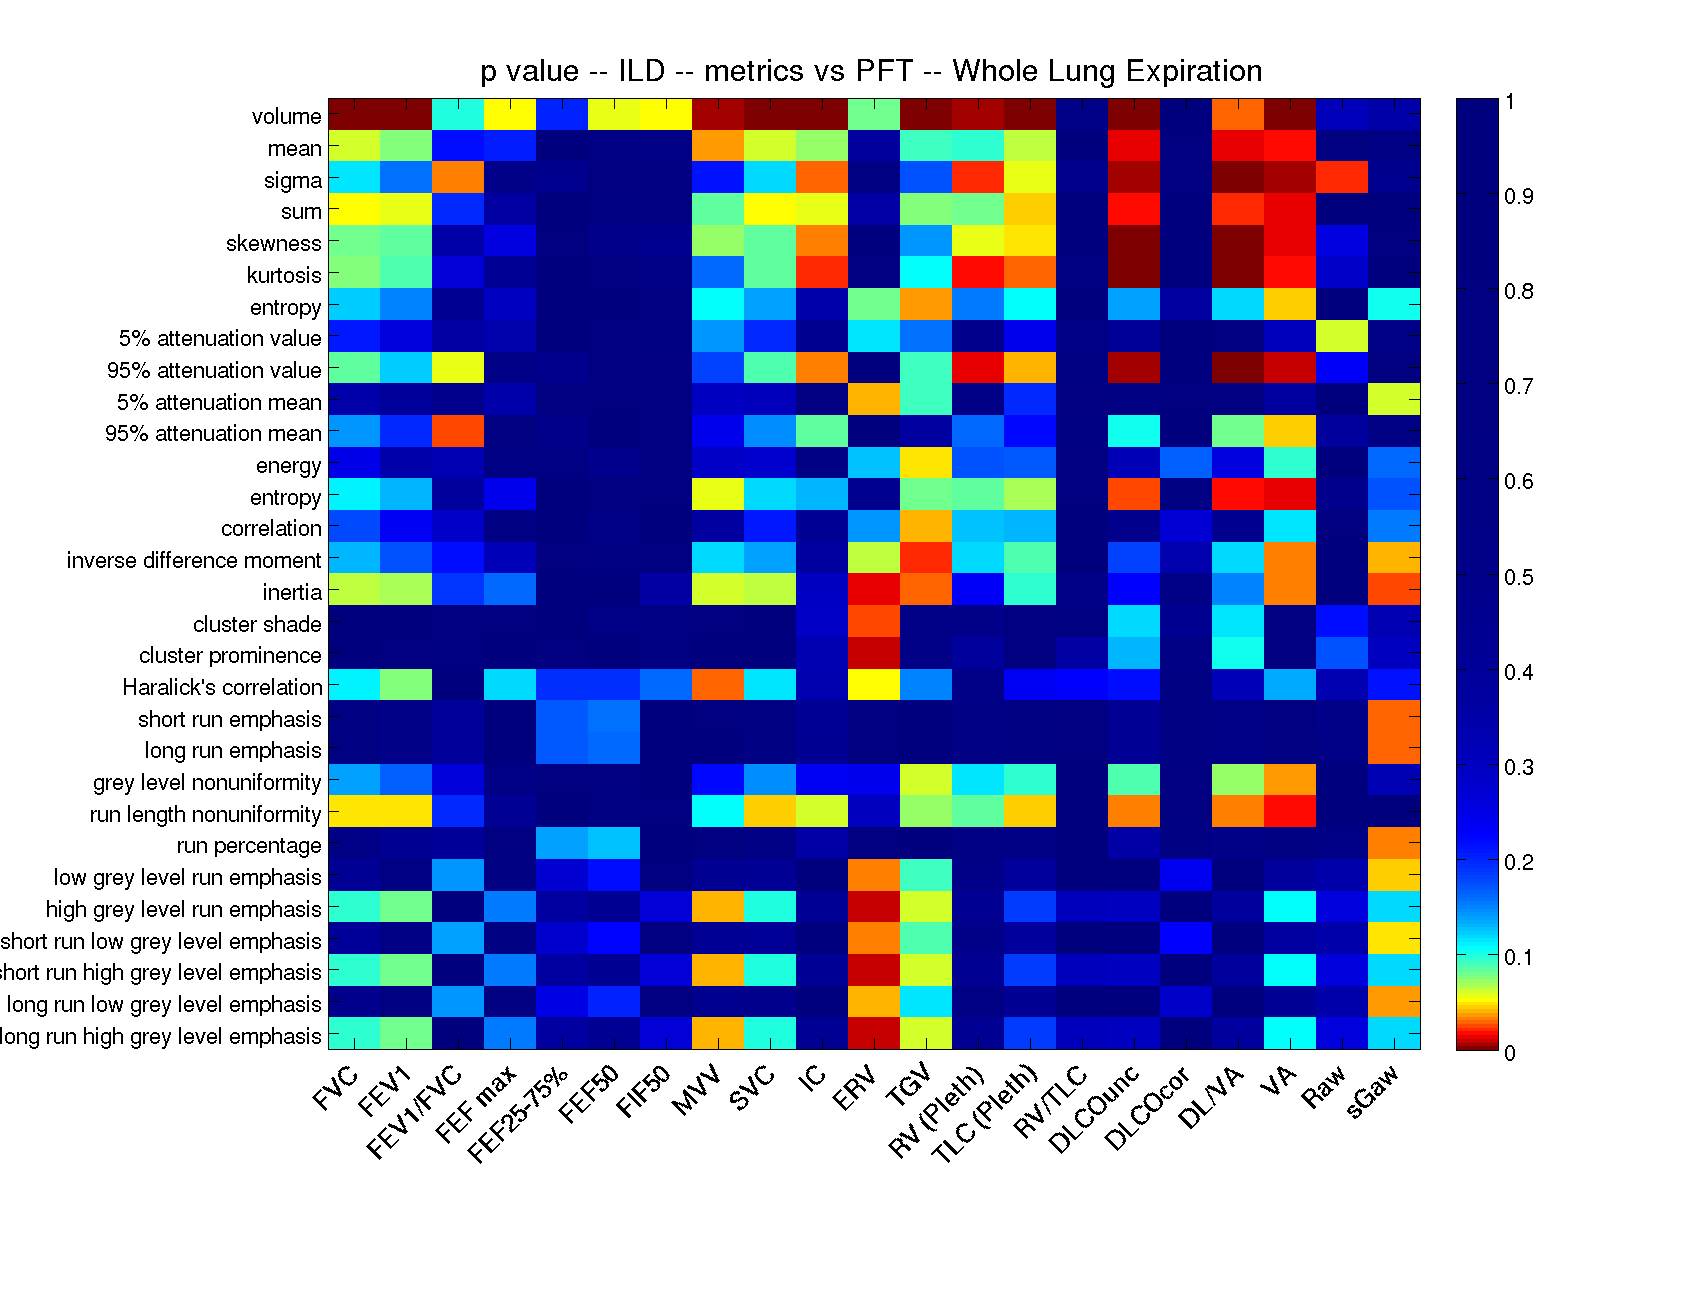 p value -- ILD -- metrics vs PFT -- Whole Lung Expiration
volume
mean
sigma
sum
skewness
kurtosis
entropy
5% attenuation value
95% attenuation value
5% attenuation mean
95% attenuation mean
energy
entropy
correlation
inverse difference moment
inertia
cluster shade
cluster prominence
Haralick's correlation
short run emphasis
long run emphasis
grey level nonuniformity
run length nonuniformity
run percentage
low grey level run emphasis
high grey level run emphasis
short run low grey level emphasis
short run high grey level emphasis
long run low grey level emphasis
long run high grey level emphasis
FVC
FEV1
FEV1/FVC
FEF max
FEF25-75%
FEF50
FIF50
MVV
SVC
IC
ERV
TGV
RV (Pleth)
TLC (Pleth)
RV/TLC
DLCOunc
DLCOcor
DL/VA
VA
Raw
sGaw
1
0.9
0.8
0.7
0.6
0.5
0.4
0.3
0.2
0.1
0